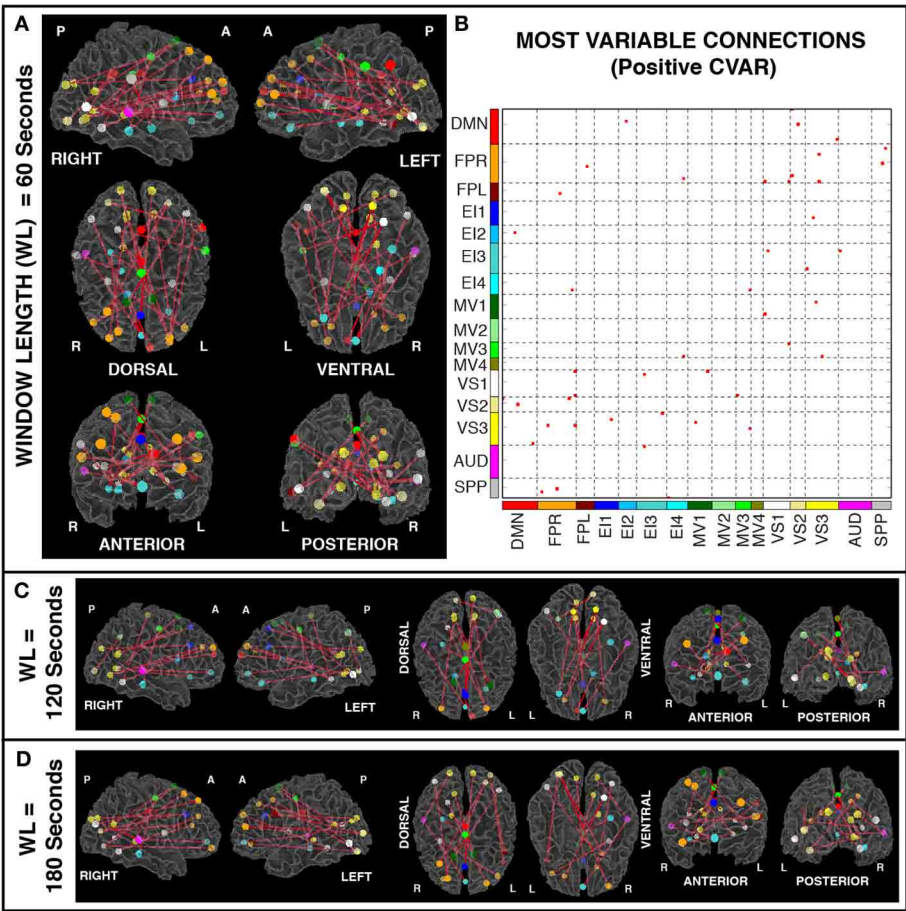 A
B
WINDOW LENGTH (WL) = 60 Seconds
P A A P
RIGHT LEFT
R L L R
DORSAL VENTRAL
R L R L
ANTERIOR POSTERIOR
MOST VARIABLE CONNECTIONS
(Positive CVAR)
DMN
FPR
FPL
EI1
EI2
EI3
EI4
MV1
MV2
MV3
MV4
VS1
VS2
VS3
AUD
SPP
DMN FPR FPL EI1 EI2 EI3 EI4 MV1 MV2 MV3 MV4 VS1 VS2 VS3 AUD SPP
C
WL =
120 Seconds
P A A P
RIGHT LEFT
DORSAL
R L L R
VENTRAL
R L R
ANTERIOR POSTERIOR
D
WL =
180 Seconds
P A A P
RIGHT LEFT
DORSAL
R L L R
VENTRAL
R L R
ANTERIOR POSTERIOR